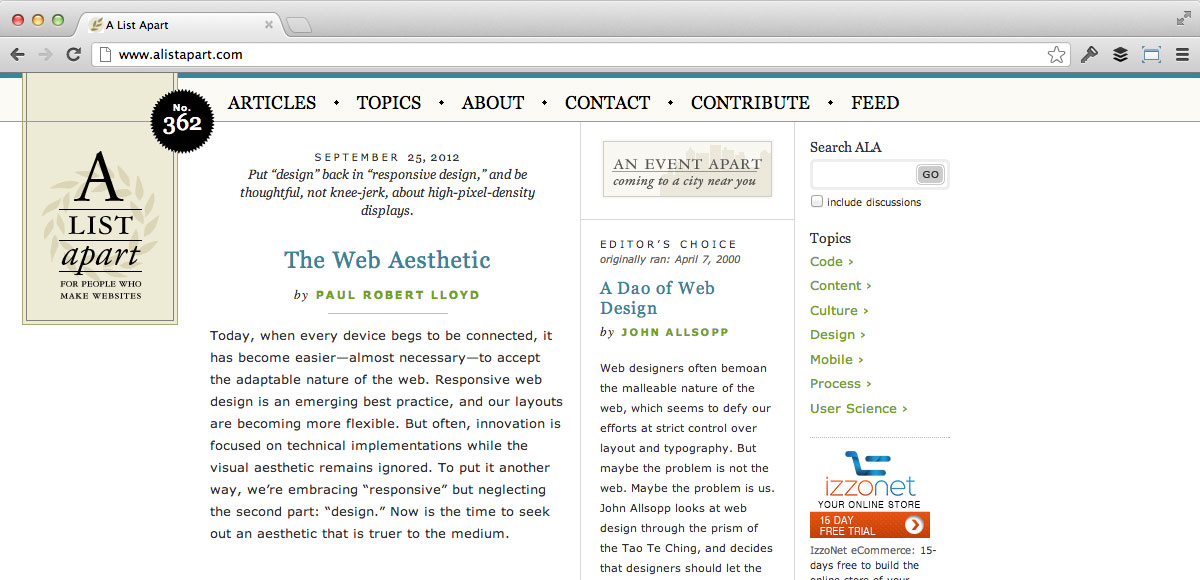 A List Apart
www.alistapart.com
ARTICLES • TOPICS • ABOUT • CONTACT • CONTRIBUTE • FEED
No.
362
A
LIST
apart
FOR PEOPLE WHO
MAKE WEBSITES
SEPTEMBER 25, 2012
Put “design” back in “responsive design,” and be
thoughtful, not knee-jerk, about high-pixel-density
displays.
The Web Aesthetic
by PAUL ROBERT LLOYD
Today, when every device begs to be connected, it
has become easier—almost necessary—to accept
the adaptable nature of the web. Responsive web
design is an emerging best practice, and our layouts
are becoming more flexible. But often, innovation is
focused on technical implementations while the
visual aesthetic remains ignored. To put it another
way, we’re embracing “responsive” but neglecting
the second part: “design.” Now is the time to seek
out an aesthetic that is truer to the medium.
AN EVENT APART
coming to a city near you
EDITOR’S CHOICE
originally ran: April 7, 2000
A Dao of Web
Design
by JOHN ALLSOPP
Web designers often bemoan
the malleable nature of the
web, which seems to defy our
efforts at strict control over
layout and typography. But
maybe the problem is not the
web. Maybe the problem is us.
John Allsopp looks at web
design through the prism of
the Tao Te Ching, and decides
that designers should let the
Search ALA
GO
include discussions
Topics
Code ›
Content ›
Culture ›
Design ›
Mobile ›
Process ›
User Science ›
izzonet
YOUR ONLINE STORE
15 DAY
FREE TRIAL
IzzoNet eCommerce: 15-
days free to build the
online store of your